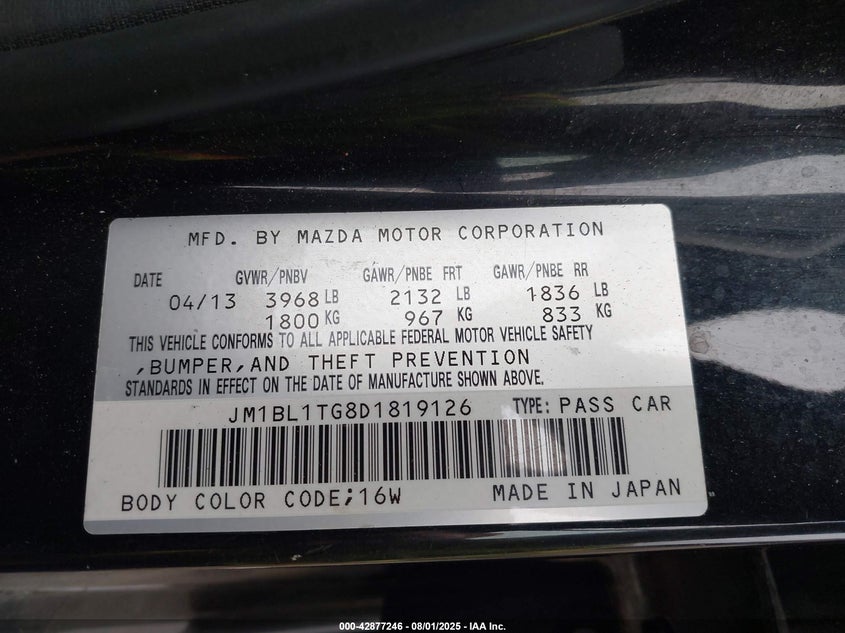 MFD. BY MAZDA MOTOR CORPORATION
DATE GVWR/PNBV GAWR/PNBE FRT GAWR/PNBE RR
04/13 3968 LB 2132 LB 1836 LB
1800 KG 967 KG 833 KG
THIS VEHICLE CONFORMS TO ALL APPLICABLE FEDERAL MOTOR VEHICLE SAFETY
,BUMPER,AND THEFT PREVENTION
STANDARDS IN EFFECT ON THE DATE OF MANUFACTURE SHOWN ABOVE.
JM1BL1TG8D1819126 TYPE: PASS CAR
BODY COLOR CODE;16W MADE IN JAPAN
000-42877246 - 08/01/2025 - IAA Inc.